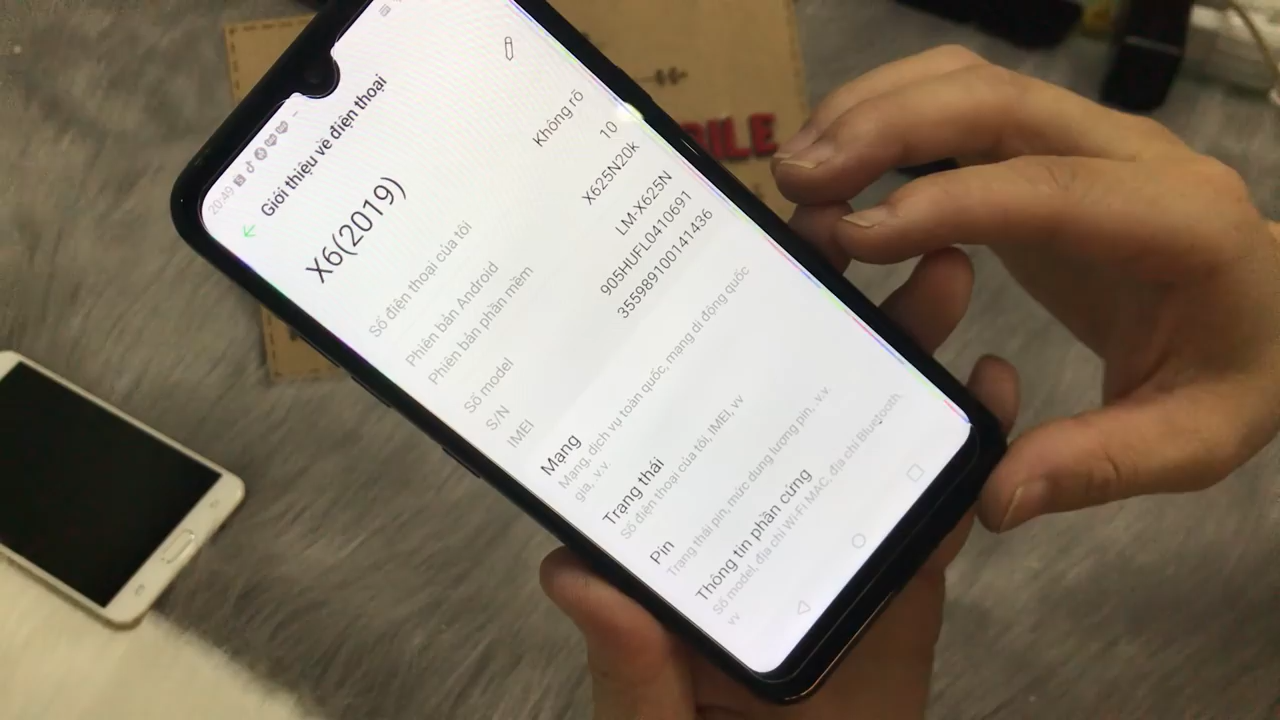 20:49
Giới thiệu về điện thoại
X6(2019)
Số điện thoại của tôi Không rõ
Phiên bản Android 10
Phiên bản phần mềm X625N20k
Số model LM-X625N
S/N 905HUFL0410691
IMEI 355989100141436
Mạng
Mạng, dịch vụ toàn quốc, mạng di động quốc
gia, .v.v.
Trạng thái
Số điện thoại của tôi, IMEI, vv
Pin
Trạng thái pin, mức dung lượng pin, .v.v.
Thông tin phần cứng
Số model, địa chỉ Wi-Fi MAC, địa chỉ Bluetooth,
vv